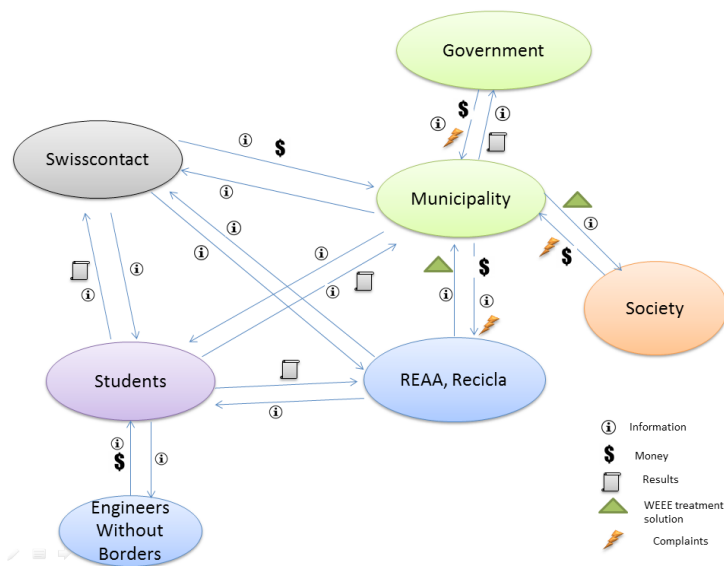 Government
Swisscontact
Municipality
Society
Students
REAA, Recicla
Engineers
Without
Borders
i Information
$ Money
Results
WEEE treatment
solution
Complaints
i
$
i
i
$
i
i
i
$
i
i
i
i
i
i
i
$
i
i
i
i
$
i